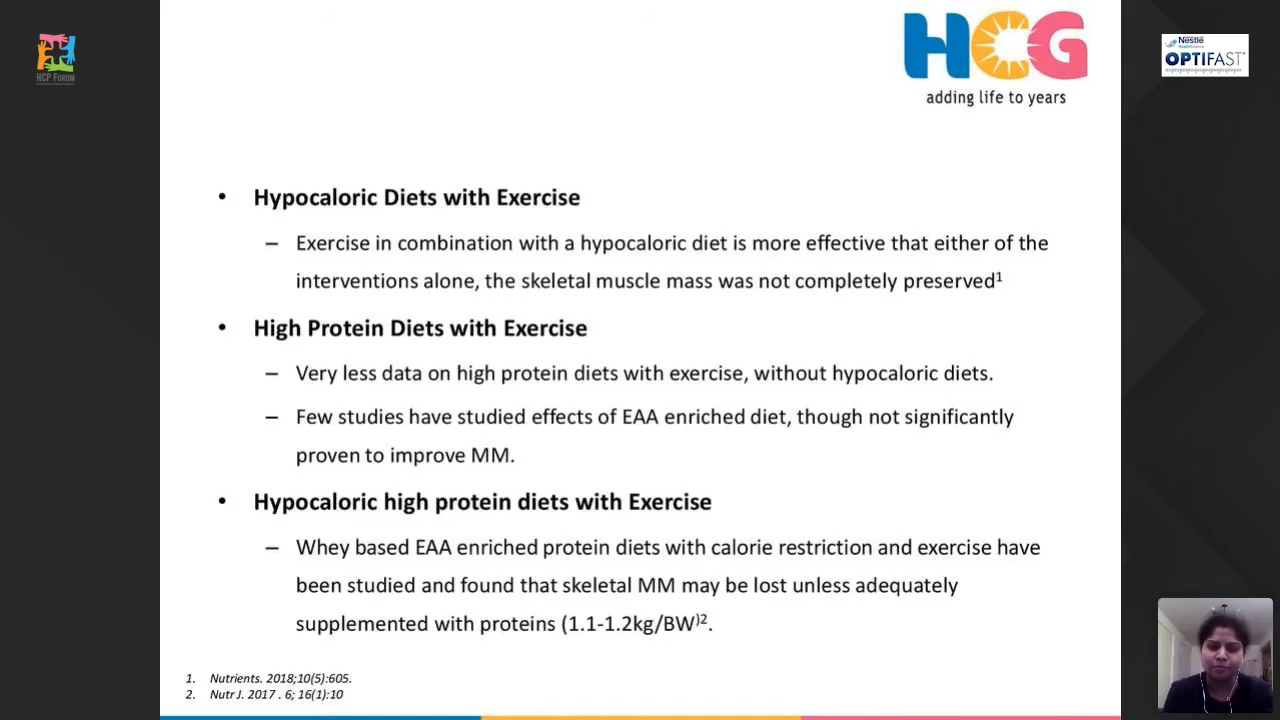 HCP FORUM
HCG
adding life to years
Nestlé
HealthScience
OPTIFAST
• Hypocaloric Diets with Exercise
– Exercise in combination with a hypocaloric diet is more effective that either of the
interventions alone, the skeletal muscle mass was not completely preserved1
• High Protein Diets with Exercise
– Very less data on high protein diets with exercise, without hypocaloric diets.
– Few studies have studied effects of EAA enriched diet, though not significantly
proven to improve MM.
• Hypocaloric high protein diets with Exercise
– Whey based EAA enriched protein diets with calorie restriction and exercise have
been studied and found that skeletal MM may be lost unless adequately
supplemented with proteins (1.1-1.2kg/BW)2.
1. Nutrients. 2018;10(5):605.
2. Nutr J. 2017 . 6; 16(1):10